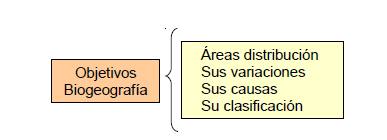 Objetivos
Biogeografía
Áreas distribución
Sus variaciones
Sus causas
Su clasificación